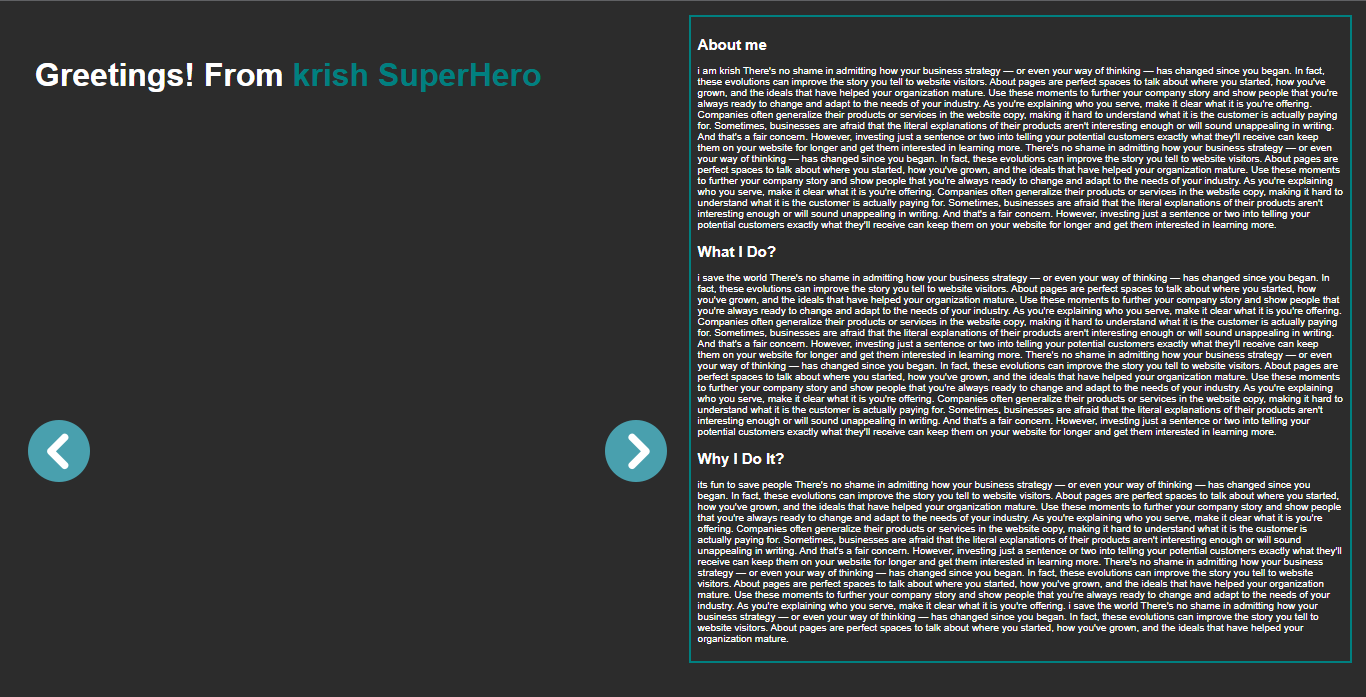 Greetings! From krish SuperHero
About me
i am krish There's no shame in admitting how your business strategy — or even your way of thinking — has changed since you began. In fact,
these evolutions can improve the story you tell to website visitors. About pages are perfect spaces to talk about where you started, how you've
grown, and the ideals that have helped your organization mature. Use these moments to further your company story and show people that you're
always ready to change and adapt to the needs of your industry. As you're explaining who you serve, make it clear what it is you're offering.
Companies often generalize their products or services in the website copy, making it hard to understand what it is the customer is actually paying
for. Sometimes, businesses are afraid that the literal explanations of their products aren't interesting enough or will sound unappealing in writing.
And that's a fair concern. However, investing just a sentence or two into telling your potential customers exactly what they'll receive can keep
them on your website for longer and get them interested in learning more. There's no shame in admitting how your business strategy — or even
your way of thinking — has changed since you began. In fact, these evolutions can improve the story you tell to website visitors. About pages are
perfect spaces to talk about where you started, how you've grown, and the ideals that have helped your organization mature. Use these moments
to further your company story and show people that you're always ready to change and adapt to the needs of your industry. As you're explaining
who you serve, make it clear what it is you're offering. Companies often generalize their products or services in the website copy, making it hard to
understand what it is the customer is actually paying for. Sometimes, businesses are afraid that the literal explanations of their products aren't
interesting enough or will sound unappealing in writing. And that's a fair concern. However, investing just a sentence or two into telling your
potential customers exactly what they'll receive can keep them on your website for longer and get them interested in learning more.
What I Do?
i save the world There's no shame in admitting how your business strategy — or even your way of thinking — has changed since you began. In
fact, these evolutions can improve the story you tell to website visitors. About pages are perfect spaces to talk about where you started, how
you've grown, and the ideals that have helped your organization mature. Use these moments to further your company story and show people that
you're always ready to change and adapt to the needs of your industry. As you're explaining who you serve, make it clear what it is you're offering.
Companies often generalize their products or services in the website copy, making it hard to understand what it is the customer is actually paying
for. Sometimes, businesses are afraid that the literal explanations of their products aren't interesting enough or will sound unappealing in writing.
And that's a fair concern. However, investing just a sentence or two into telling your potential customers exactly what they'll receive can keep
them on your website for longer and get them interested in learning more. There's no shame in admitting how your business strategy — or even
your way of thinking — has changed since you began. In fact, these evolutions can improve the story you tell to website visitors. About pages are
perfect spaces to talk about where you started, how you've grown, and the ideals that have helped your organization mature. Use these moments
to further your company story and show people that you're always ready to change and adapt to the needs of your industry. As you're explaining
who you serve, make it clear what it is you're offering. Companies often generalize their products or services in the website copy, making it hard to
understand what it is the customer is actually paying for. Sometimes, businesses are afraid that the literal explanations of their products aren't
interesting enough or will sound unappealing in writing. And that's a fair concern. However, investing just a sentence or two into telling your
potential customers exactly what they'll receive can keep them on your website for longer and get them interested in learning more.
Why I Do It?
its fun to save people There's no shame in admitting how your business strategy — or even your way of thinking — has changed since you
began. In fact, these evolutions can improve the story you tell to website visitors. About pages are perfect spaces to talk about where you started,
how you've grown, and the ideals that have helped your organization mature. Use these moments to further your company story and show people
that you're always ready to change and adapt to the needs of your industry. As you're explaining who you serve, make it clear what it is you're
offering. Companies often generalize their products or services in the website copy, making it hard to understand what it is the customer is
actually paying for. Sometimes, businesses are afraid that the literal explanations of their products aren't interesting enough or will sound
unappealing in writing. And that's a fair concern. However, investing just a sentence or two into telling your potential customers exactly what they'll
receive can keep them on your website for longer and get them interested in learning more. There's no shame in admitting how your business
strategy — or even your way of thinking — has changed since you began. In fact, these evolutions can improve the story you tell to website
visitors. About pages are perfect spaces to talk about where you started, how you've grown, and the ideals that have helped your organization
mature. Use these moments to further your company story and show people that you're always ready to change and adapt to the needs of your
industry. As you're explaining who you serve, make it clear what it is you're offering. i save the world There's no shame in admitting how your
business strategy — or even your way of thinking — has changed since you began. In fact, these evolutions can improve the story you tell to
website visitors. About pages are perfect spaces to talk about where you started, how you've grown, and the ideals that have helped your
organization mature.